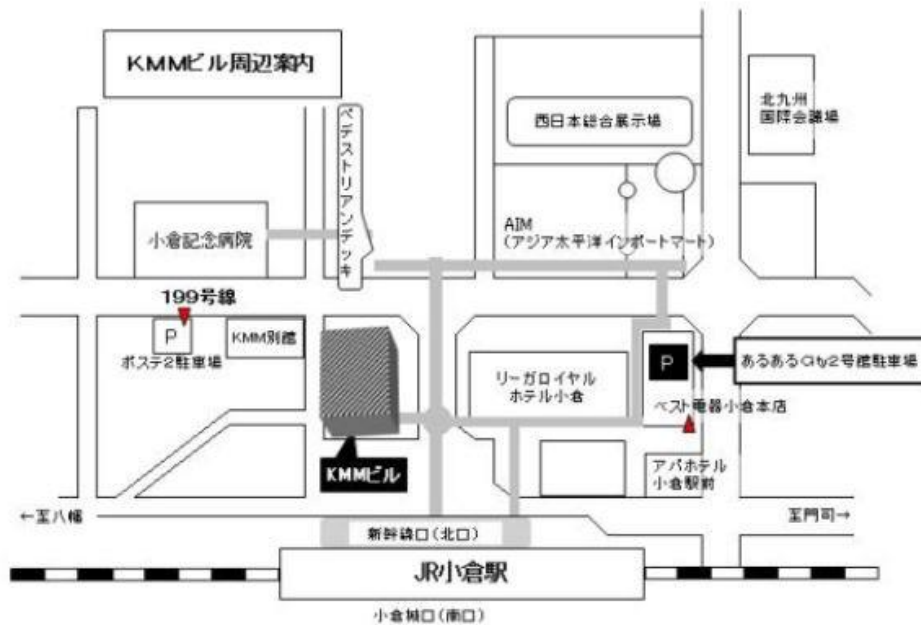 KMMビル周辺案内
ペデストリアンデッキ
西日本総合展示場
北九州
国際会議場
小倉記念病院
AIM
(アジア太平洋インポートマート)
199号線
P
ポステ2駐車場
KMM別館
P
あるあるCity2号館駐車場
リーガロイヤル
ホテル小倉
ベスト電器小倉本店
KMMビル
アパホテル
小倉駅前
←至八幡
至門司→
新幹線口(北口)
JR小倉駅
小倉城口(南口)